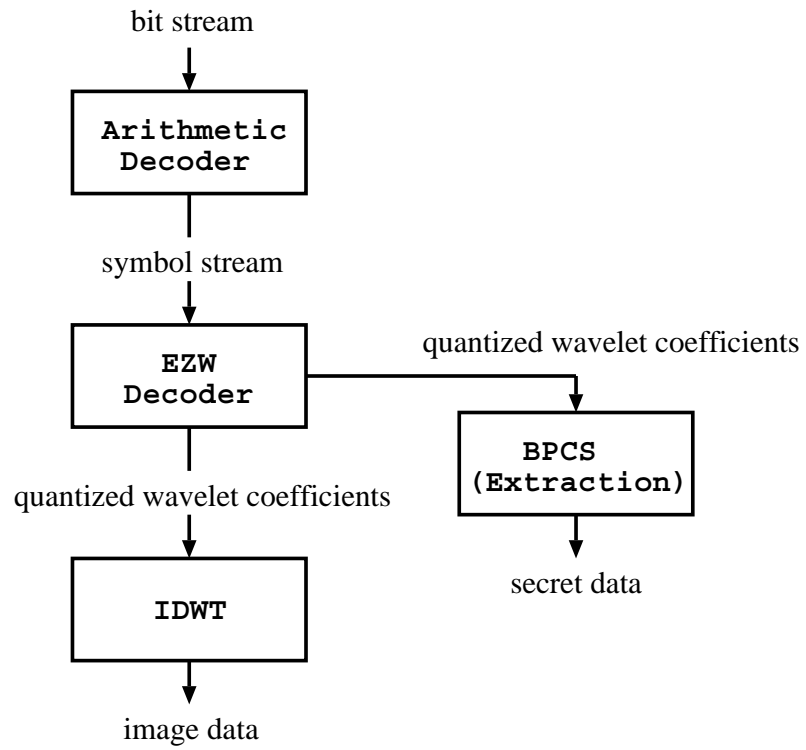 bit stream
Arithmetic
Decoder
symbol stream
EZW
Decoder
quantized wavelet coefficients
BPCS
(Extraction)
secret data
quantized wavelet coefficients
IDWT
image data